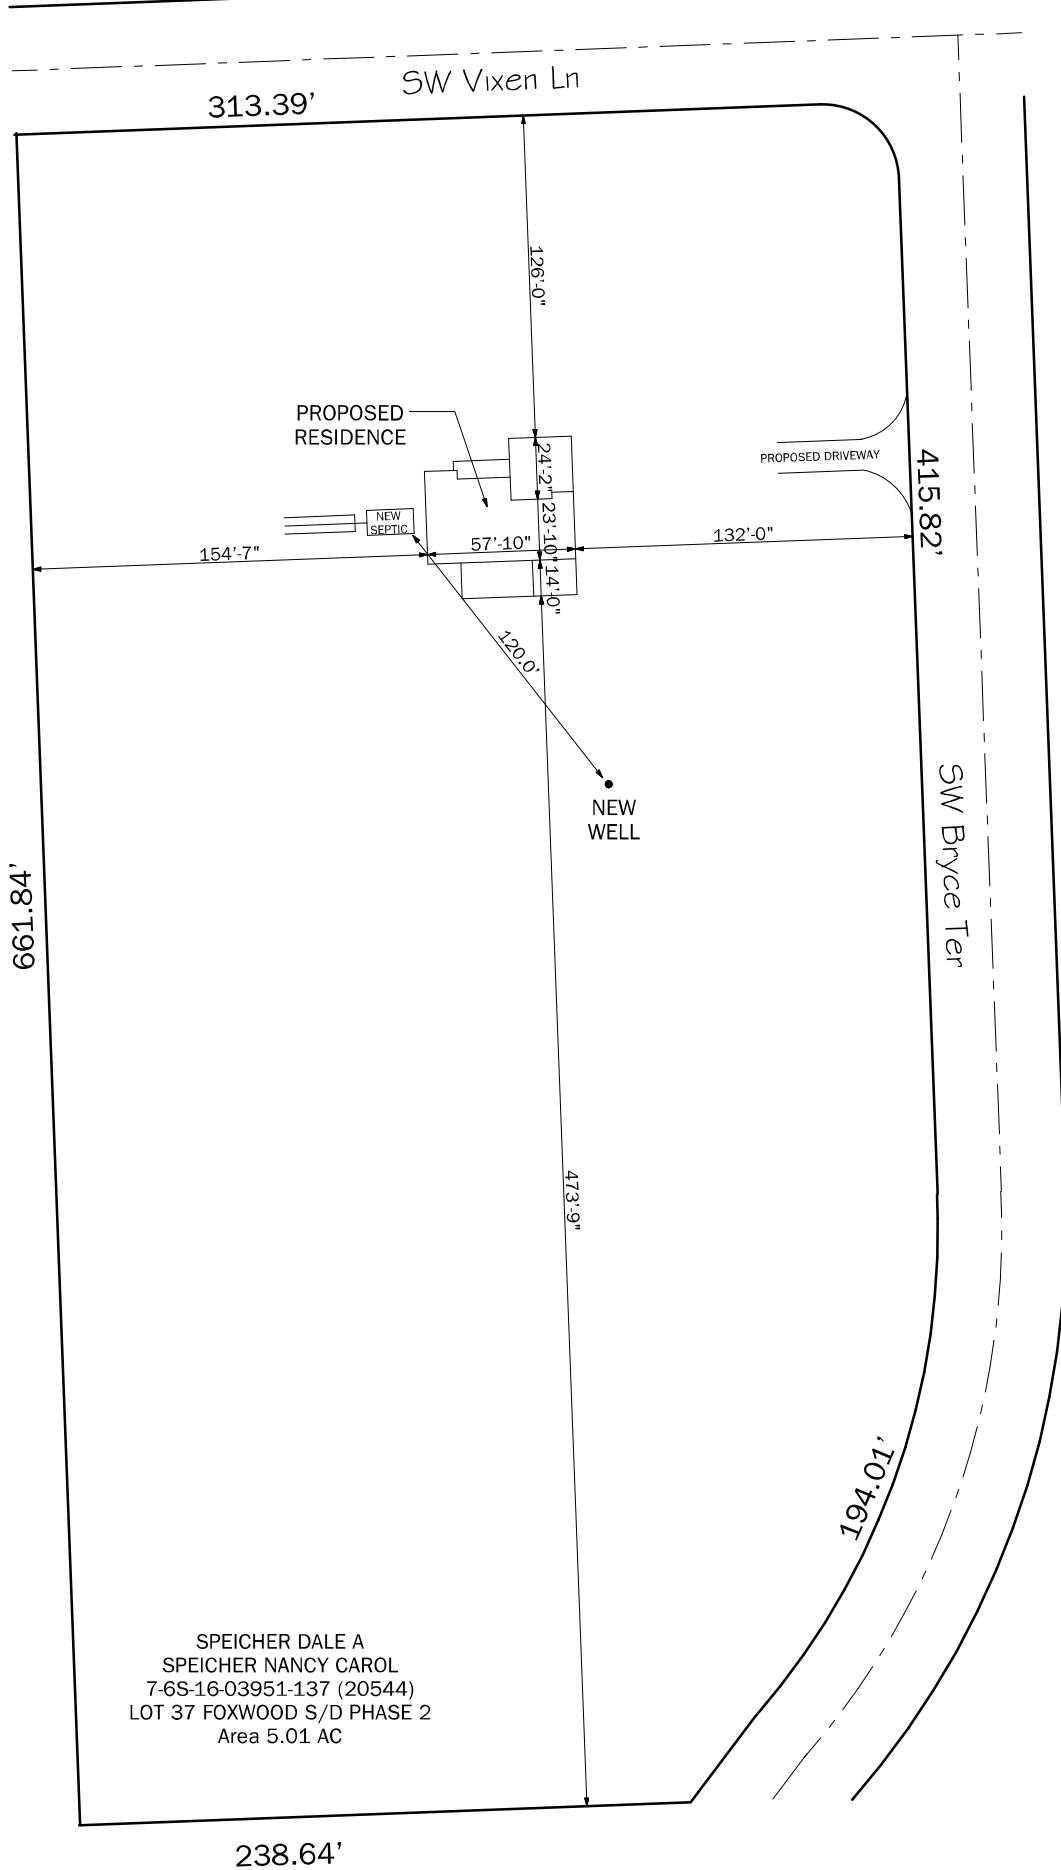 SW Vixen Ln
313.39'
126'-0"
PROPOSED
RESIDENCE
24'-2"
PROPOSED DRIVEWAY
415.82'
NEW
SEPTIC
23'-10"
154'-7"
57'-10"
132'-0"
14'-0"
120.0'
NEW
WELL
SW Bryce Ter
661.84'
473'-9"
194.01'
SPEICHER DALE A
SPEICHER NANCY CAROL
7-6S-16-03951-137 (20544)
LOT 37 FOXWOOD S/D PHASE 2
Area 5.01 AC
238.64'